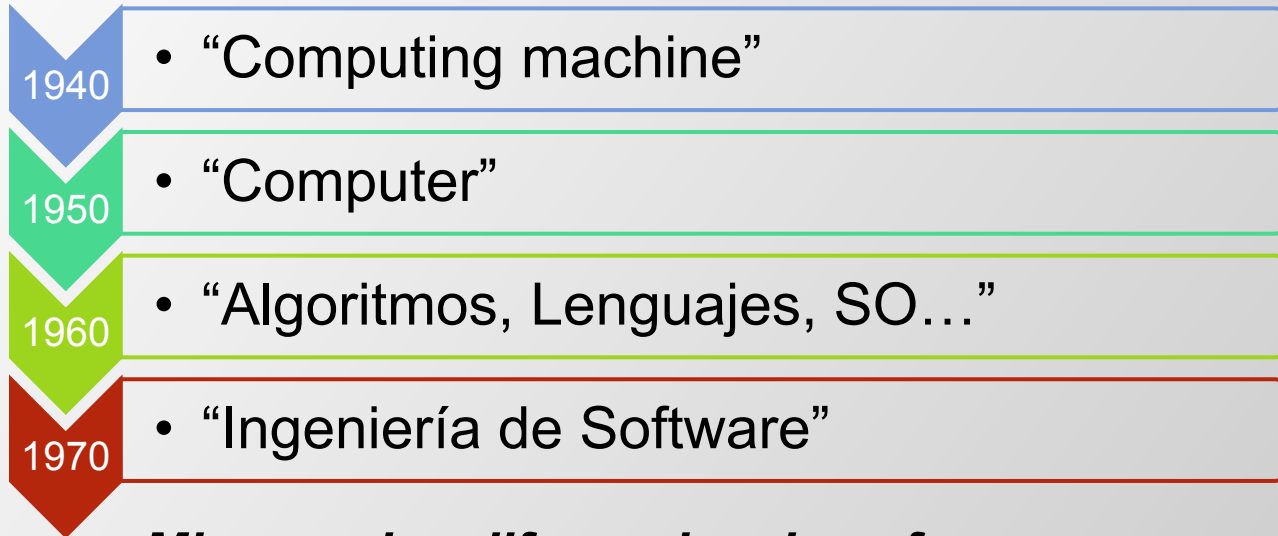 1940
• “Computing machine”
1950
• “Computer”
1960
• “Algoritmos, Lenguajes, SO…”
1970
• “Ingeniería de Software”